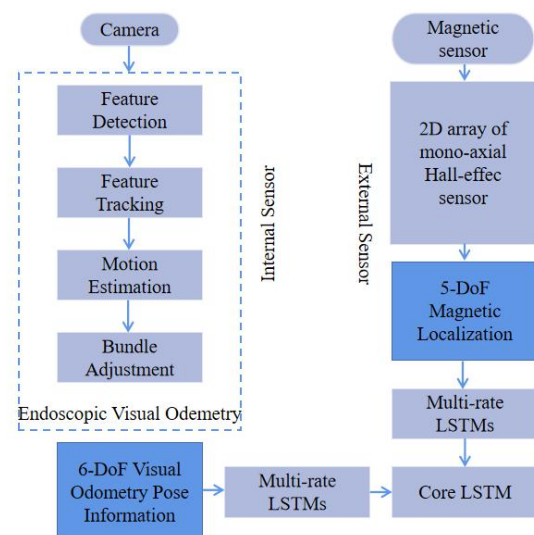 Camera
Feature
Detection
Feature
Tracking
Motion
Estimation
Bundle
Adjustment
Endoscopic Visual Odemetry
Internal Sensor
External Sensor
Magnetic
sensor
2D array of
mono-axial
Hall-effec
sensor
5-DoF
Magnetic
Localization
Multi-rate
LSTMs
6-DoF Visual
Odometry Pose
Information
Multi-rate
LSTMs
Core LSTM